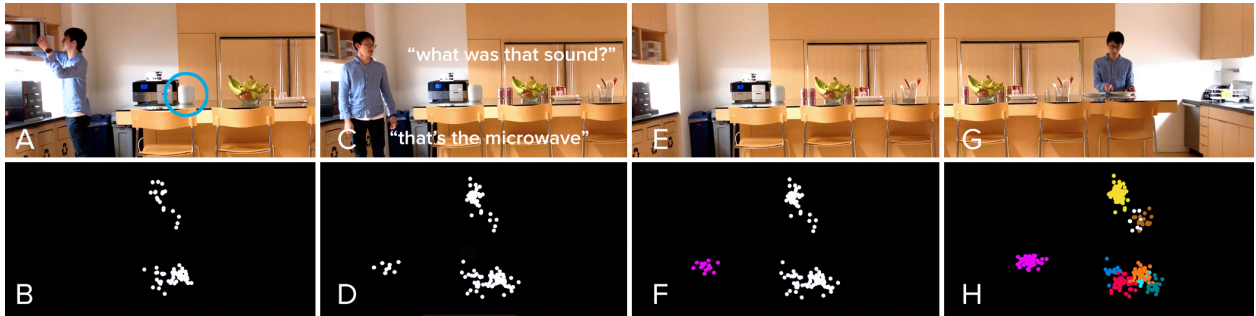 A
C
“what was that sound?”
“that’s the microwave”
E
G
B
D
F
H